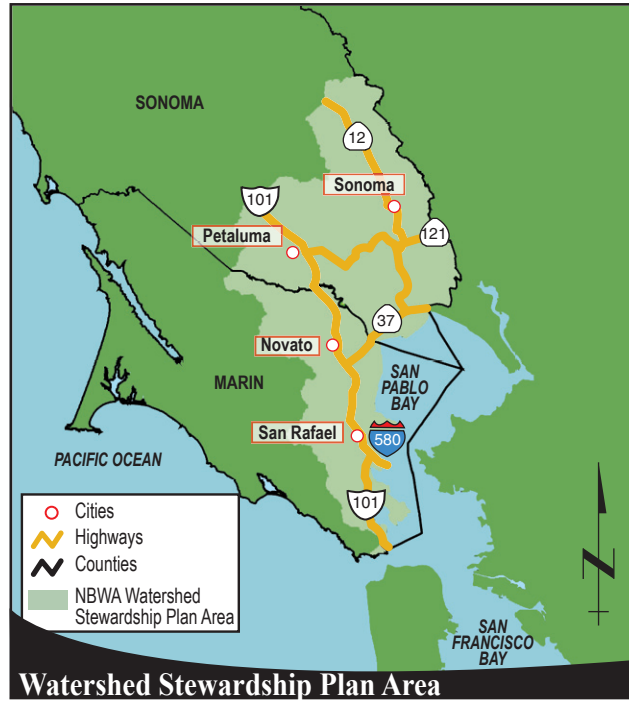 SONOMA
12
101
Sonoma
Petaluma
121
37
Novato
SAN
PABLO
BAY
MARIN
San Rafael
580
PACIFIC OCEAN
101
Cities
Highways
Counties
NBWA Watershed
Stewardship Plan Area
N
SAN
FRANCISCO
BAY
Watershed Stewardship Plan Area